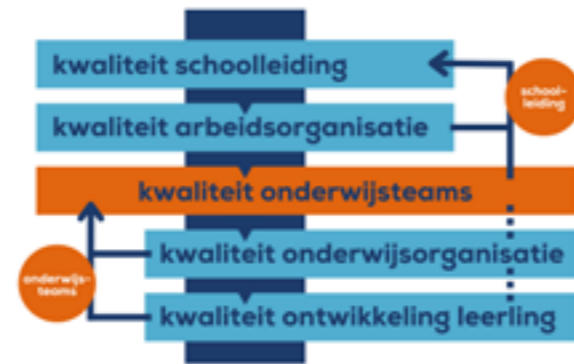 kwaliteit schoolleiding
school-
leiding
kwaliteit arbeidsorganisatie
kwaliteit onderwijsteams
kwaliteit onderwijsorganisatie
onderwijs-
teams
kwaliteit ontwikkeling leerling